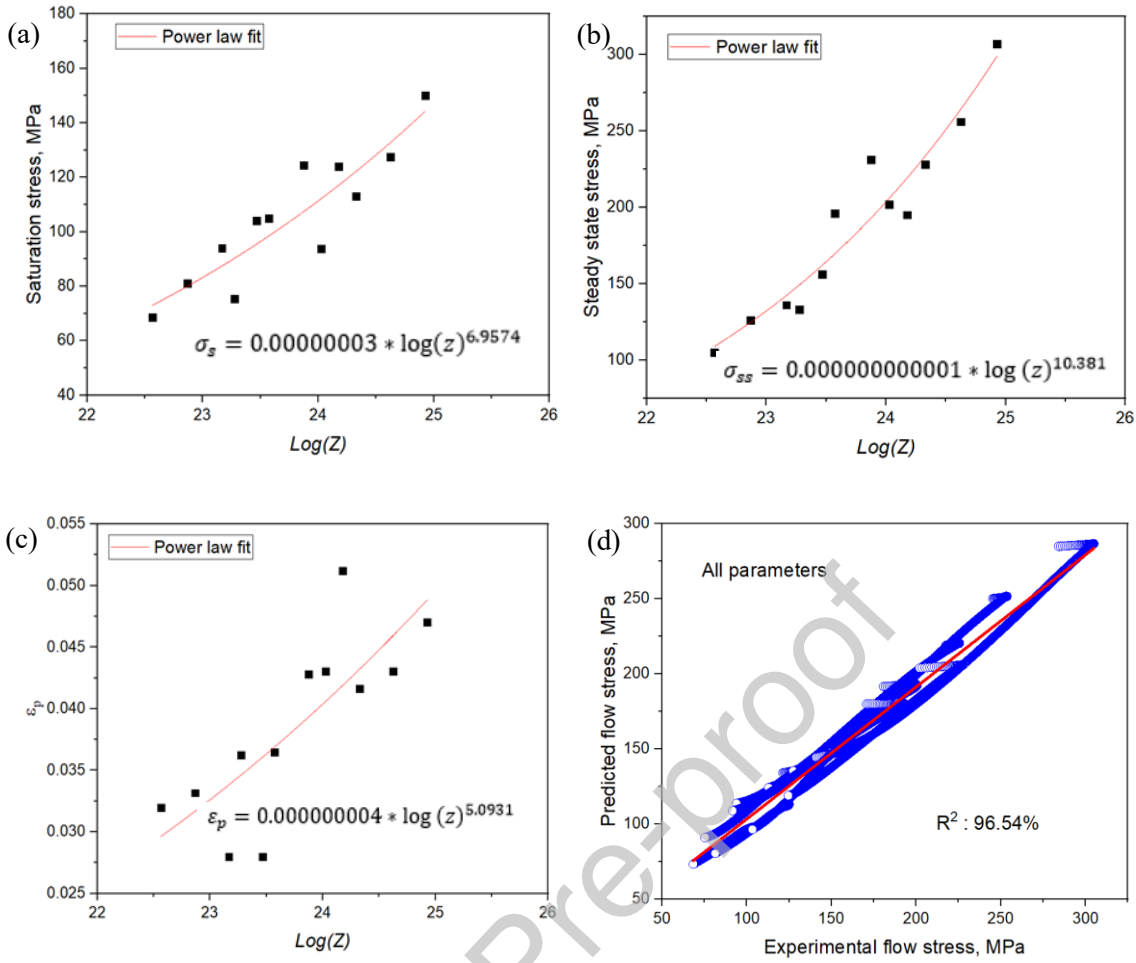 (a)
180
160
140
120
100
80
60
40
Saturation stress, MPa
Power law fit
σₛ = 0.00000003 * log(z)^6.9574
22 23 24 25 26
Log(Z)
(b)
300
250
200
150
100
Steady state stress, MPa
Power law fit
σₛₛ = 0.000000000001 * log (z)^10.381
22 23 24 25 26
Log(Z)
(c)
0.055
0.050
0.045
0.040
0.035
0.030
0.025
εₚ
Power law fit
εₚ = 0.000000004 * log (z)^5.0931
22 23 24 25 26
Log(Z)
(d)
300
250
200
150
100
50
Predicted flow stress, MPa
All parameters
R² : 96.54%
50 100 150 200 250 300
Experimental flow stress, MPa
Pre-proof